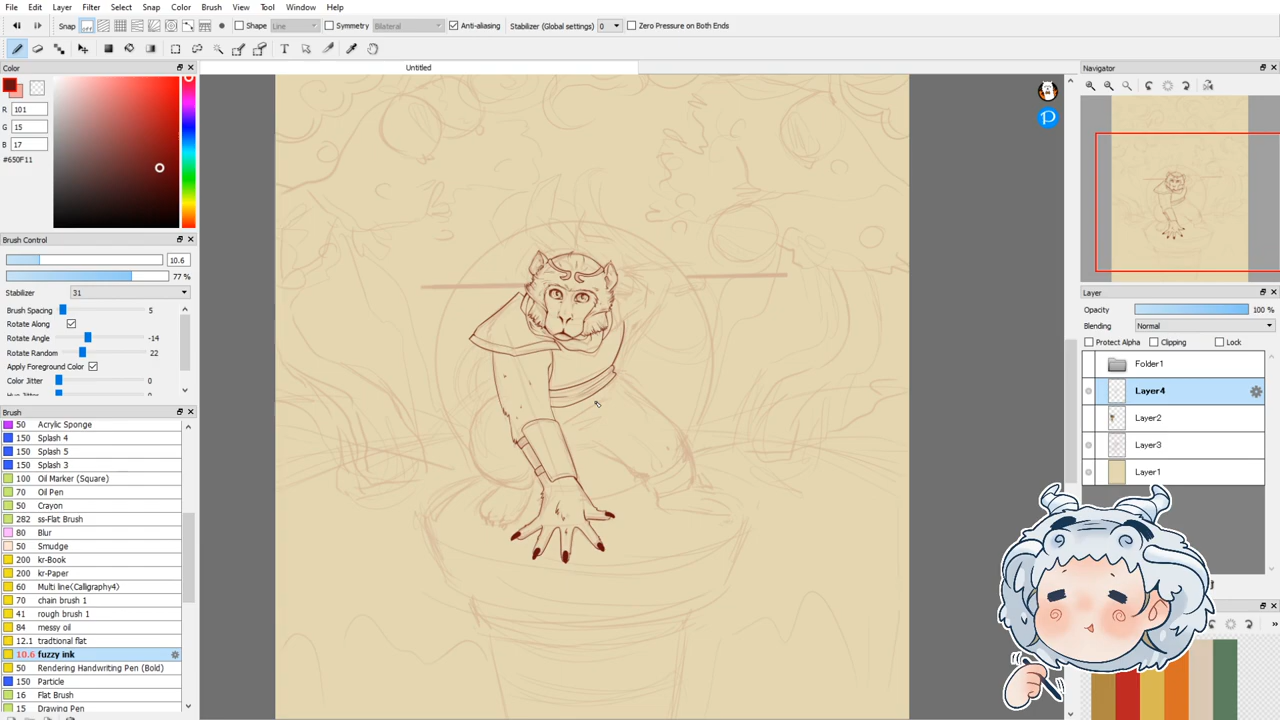 File Edit Layer Filter Select Snap Color Brush View Tool Window Help
Snap Off Shape Line Symmetry Bilateral Anti-aliasing Stabilizer (Global settings) 0 Zero Pressure on Both Ends
T
Untitled
Color
R 101
G 15
B 17
#650F11
Brush Control
10.6
77 %
Stabilizer 31
Brush Spacing 5
Rotate Along
Rotate Angle -14
Rotate Random 22
Apply Foreground Color
Color Jitter 0
Brush
50 Acrylic Sponge
150 Splash 4
150 Splash 5
150 Splash 3
100 Oil Marker (Square)
70 Oil Pen
50 Crayon
282 ss-Flat Brush
80 Blur
50 Smudge
200 kr-Book
200 kr-Paper
60 Multi line(Calligraphy4)
70 chain brush 1
41 rough brush 1
84 messy oil
12.1 tradtional flat
10.6 fuzzy ink
50 Rendering Handwriting Pen (Bold)
150 Particle
16 Flat Brush
15 Drawing Pen
P
Navigator
Layer
Opacity 100 %
Blending Normal
Protect Alpha Clipping Lock
Folder1
Layer4
Layer2
Layer3
Layer1